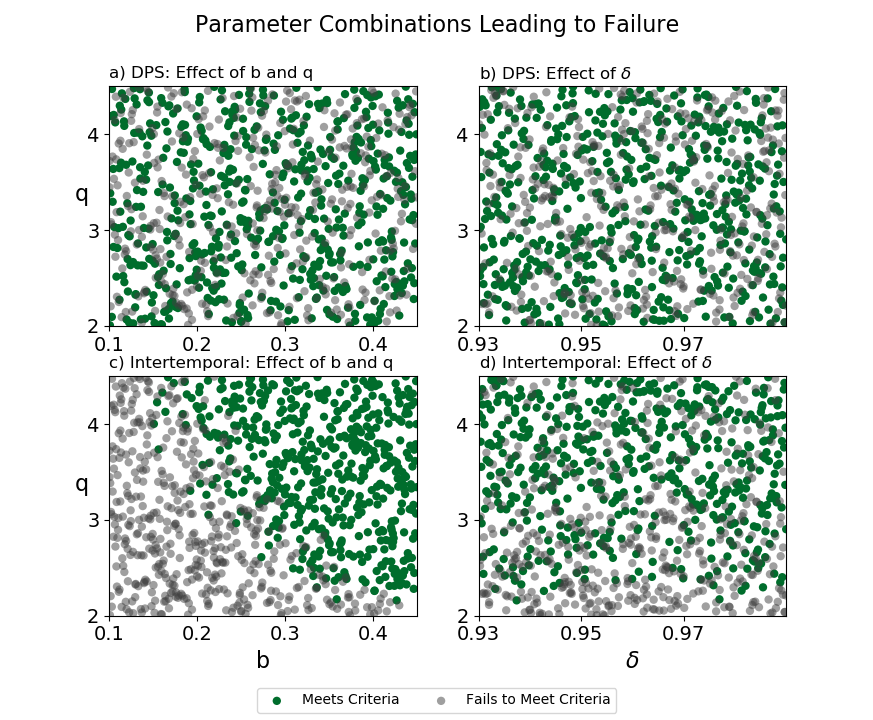 Parameter Combinations Leading to Failure
a) DPS: Effect of b and q
b) DPS: Effect of δ
4
3
2
q
0.1 0.2 0.3 0.4
4
3
2
0.93 0.95 0.97
c) Intertemporal: Effect of b and q
d) Intertemporal: Effect of δ
4
3
2
q
0.1 0.2 0.3 0.4
b
4
3
2
0.93 0.95 0.97
δ
Meets Criteria
Fails to Meet Criteria